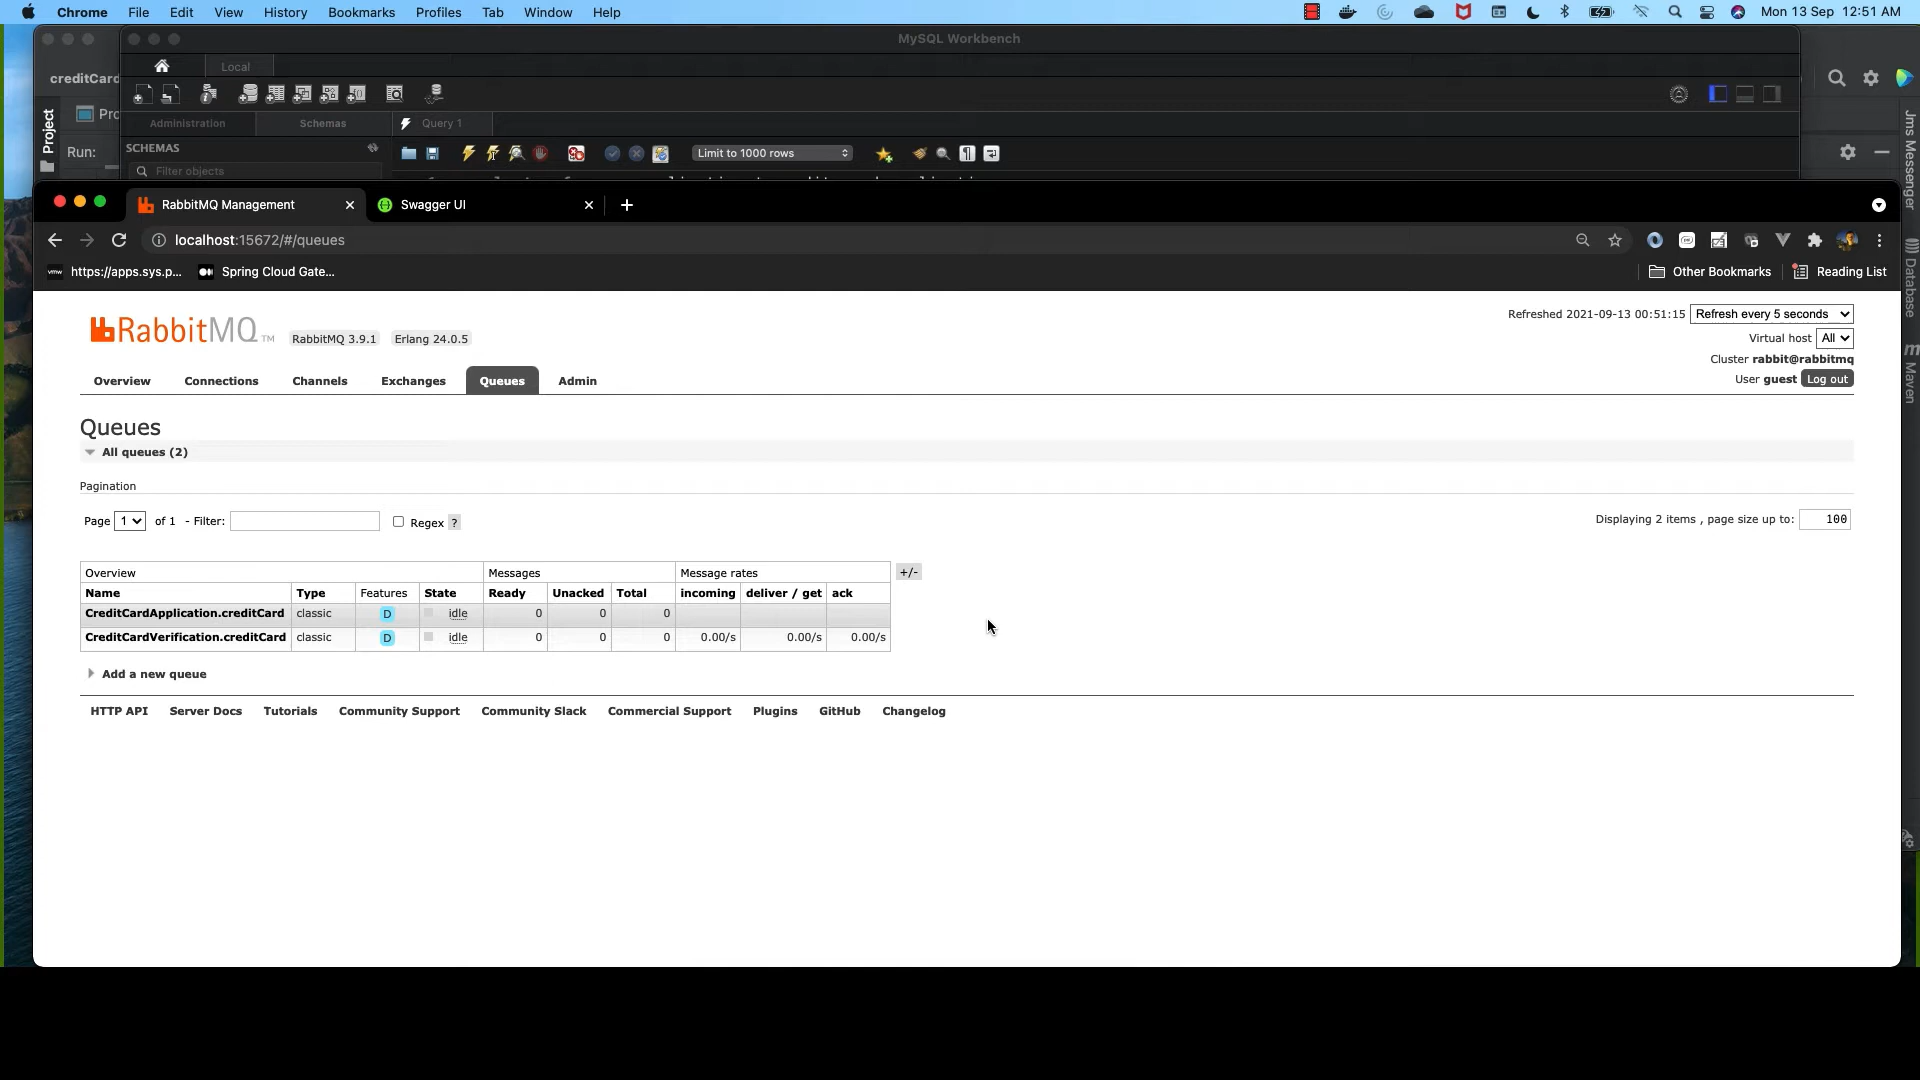 Chrome File Edit View History Bookmarks Profiles Tab Window Help Mon 13 Sep 12:51 AM
MySQL Workbench
creditCard Local
Project Pro
Administration Schemas Query 1
Run: SCHEMAS Limit to 1000 rows
Filter objects
Jms Messenger
Database
Maven
RabbitMQ Management Swagger UI
localhost:15672/#/queues
vmw https://apps.sys.p... Spring Cloud Gate... Other Bookmarks Reading List
Refreshed 2021-09-13 00:51:15 Refresh every 5 seconds
RabbitMQ TM RabbitMQ 3.9.1 Erlang 24.0.5
Virtual host All
Cluster rabbit@rabbitmq
User guest Log out
Overview Connections Channels Exchanges Queues Admin
Queues
All queues (2)
Pagination
Page 1 of 1 - Filter: Regex ? Displaying 2 items , page size up to: 100
Overview Messages Message rates +/-
Name Type Features State Ready Unacked Total incoming deliver / get ack
CreditCardApplication.creditCard classic D idle 0 0 0
CreditCardVerification.creditCard classic D idle 0 0 0 0.00/s 0.00/s 0.00/s
Add a new queue
HTTP API Server Docs Tutorials Community Support Community Slack Commercial Support Plugins GitHub Changelog